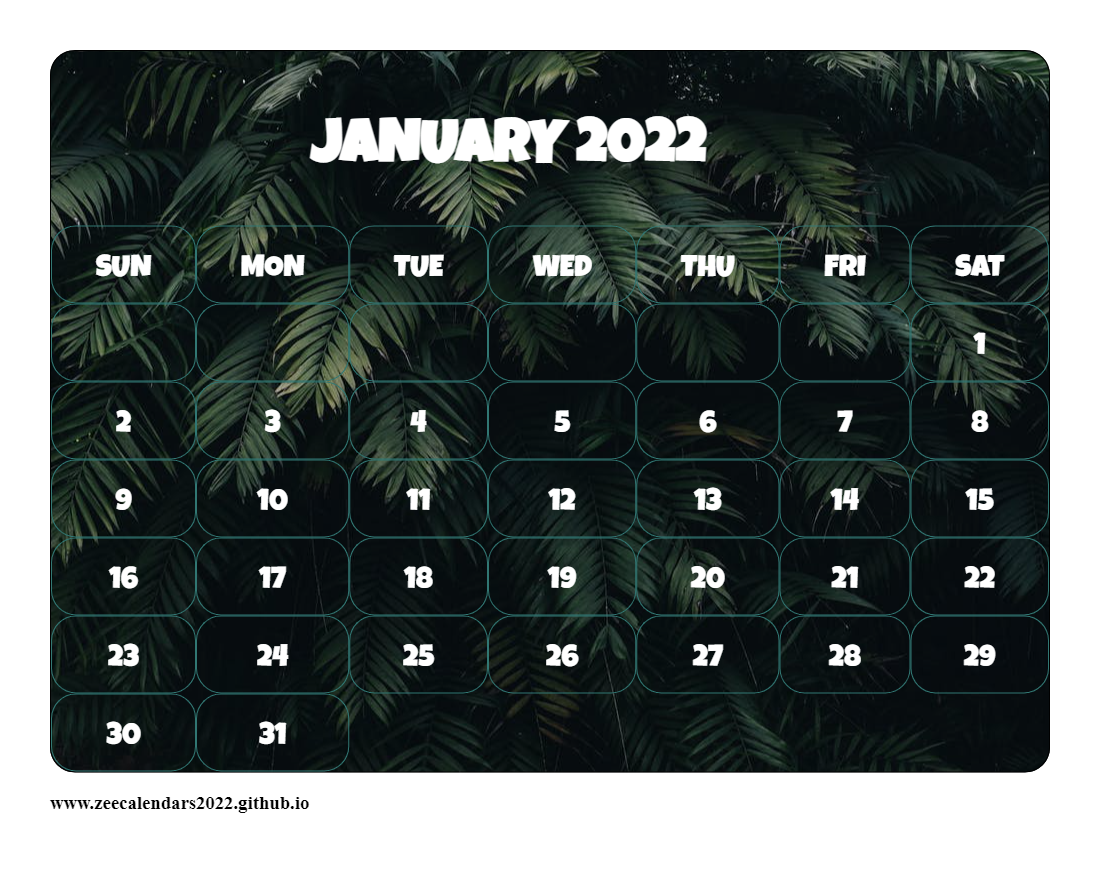 JANUARY 2022
SUN MON TUE WED THU FRI SAT
1
2 3 4 5 6 7 8
9 10 11 12 13 14 15
16 17 18 19 20 21 22
23 24 25 26 27 28 29
30 31
www.zeecalendars2022.github.io